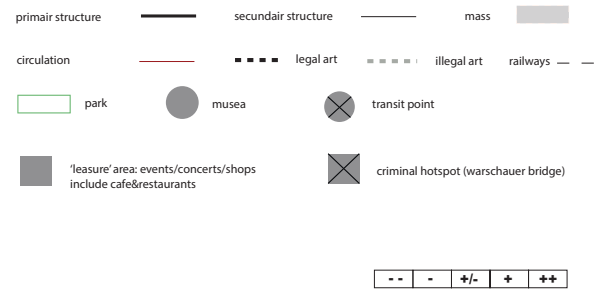 primair structure secundair structure mass
circulation legal art illegal art railways
park musea transit point
'leasure' area: events/concerts/shops
include cafe&restaurants
criminal hotspot (warschauer bridge)
-- - +/- + ++